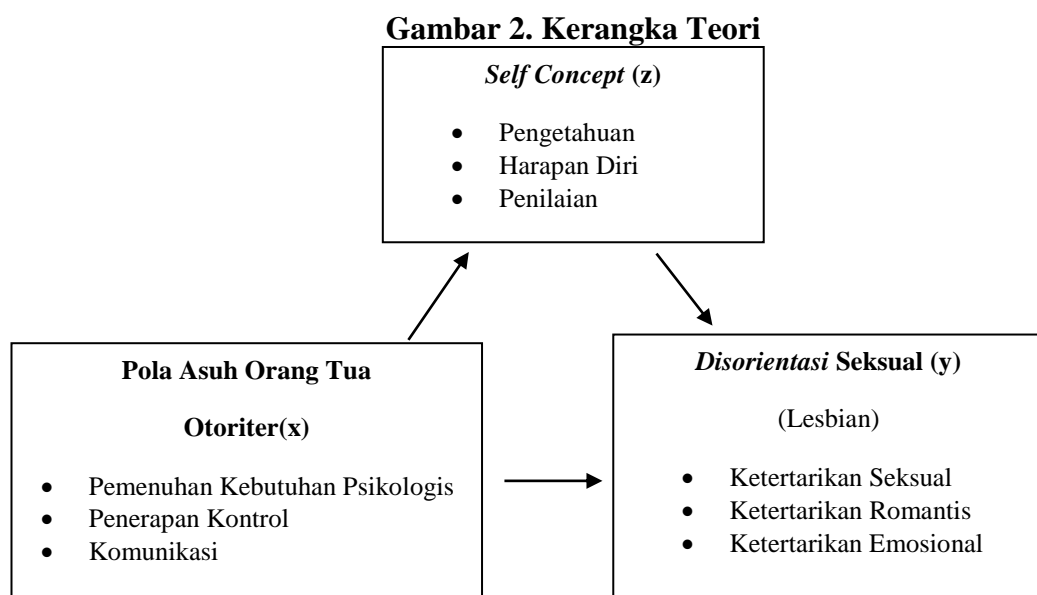 Gambar 2. Kerangka Teori
Self Concept (z)
• Pengetahuan
• Harapan Diri
• Penilaian
Pola Asuh Orang Tua
Otoriter(x)
• Pemenuhan Kebutuhan Psikologis
• Penerapan Kontrol
• Komunikasi
Disorientasi Seksual (y)
(Lesbian)
• Ketertarikan Seksual
• Ketertarikan Romantis
• Ketertarikan Emosional